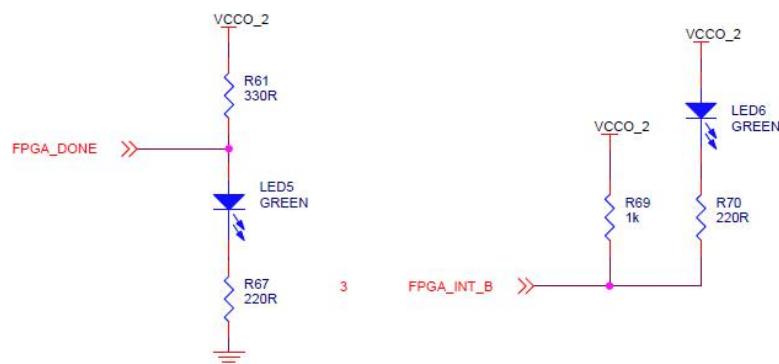 VCCO_2
R61
330R
FPGA_DONE
LED5
GREEN
R67
220R
VCCO_2
LED6
GREEN
VCCO_2
R69
1k
R70
220R
3
FPGA_INT_B